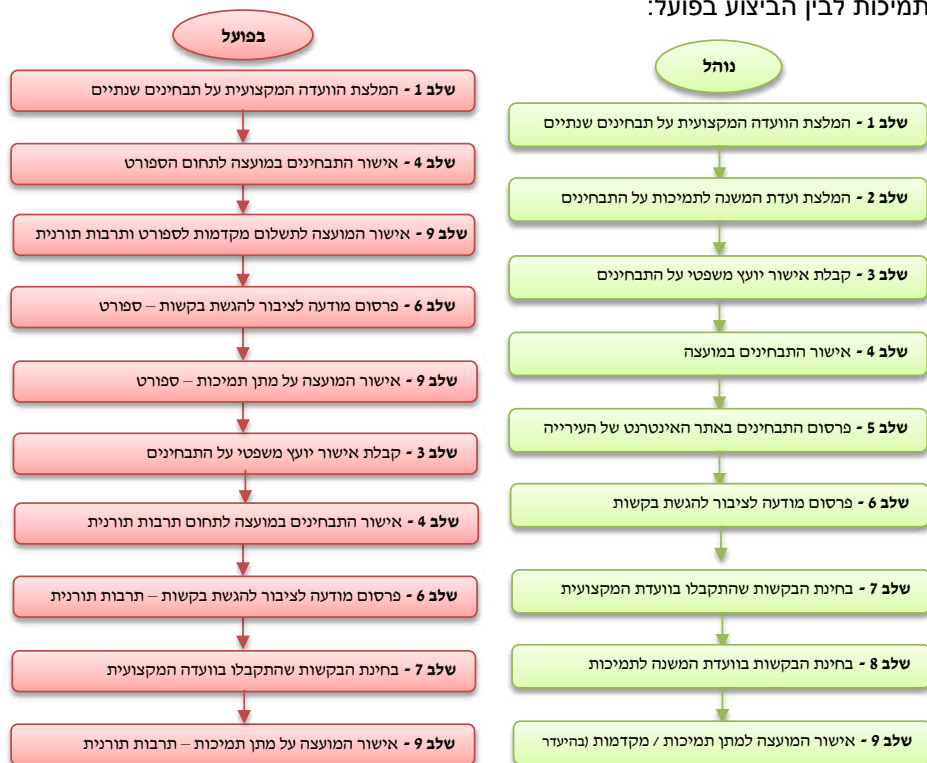 תמיכות לבין הביצוע בפועל:
נוהל
שלב 1 - המלצת הוועדה המקצועית על תבחינים שנתיים
שלב 2 - המלצת ועדת המשנה לתמיכות על התבחינים
שלב 3 - קבלת אישור יועץ משפטי על התבחינים
שלב 4 - אישור התבחינים במועצה
שלב 5 - פרסום התבחינים באתר האינטרנט של העירייה
שלב 6 - פרסום מודעה לציבור להגשת בקשות
שלב 7 - בחינת הבקשות שהתקבלו בוועדת המקצועית
שלב 8 - בחינת הבקשות בוועדת המשנה לתמיכות
שלב 9 - אישור המועצה למתן תמיכות / מקדמות (בהיעדר
בפועל
שלב 1 - המלצת הוועדה המקצועית על תבחינים שנתיים
שלב 4 - אישור התבחינים במועצה לתחום הספורט
שלב 9 - אישור המועצה לתשלום מקדמות לספורט ותרבות תורנית
שלב 6 - פרסום מודעה לציבור להגשת בקשות – ספורט
שלב 9 - אישור המועצה על מתן תמיכות – ספורט
שלב 3 - קבלת אישור יועץ משפטי על התבחינים
שלב 4 - אישור התבחינים במועצה לתחום תרבות תורנית
שלב 6 - פרסום מודעה לציבור להגשת בקשות – תרבות תורנית
שלב 7 - בחינת הבקשות שהתקבלו בוועדת המקצועית
שלב 9 - אישור המועצה על מתן תמיכות – תרבות תורנית